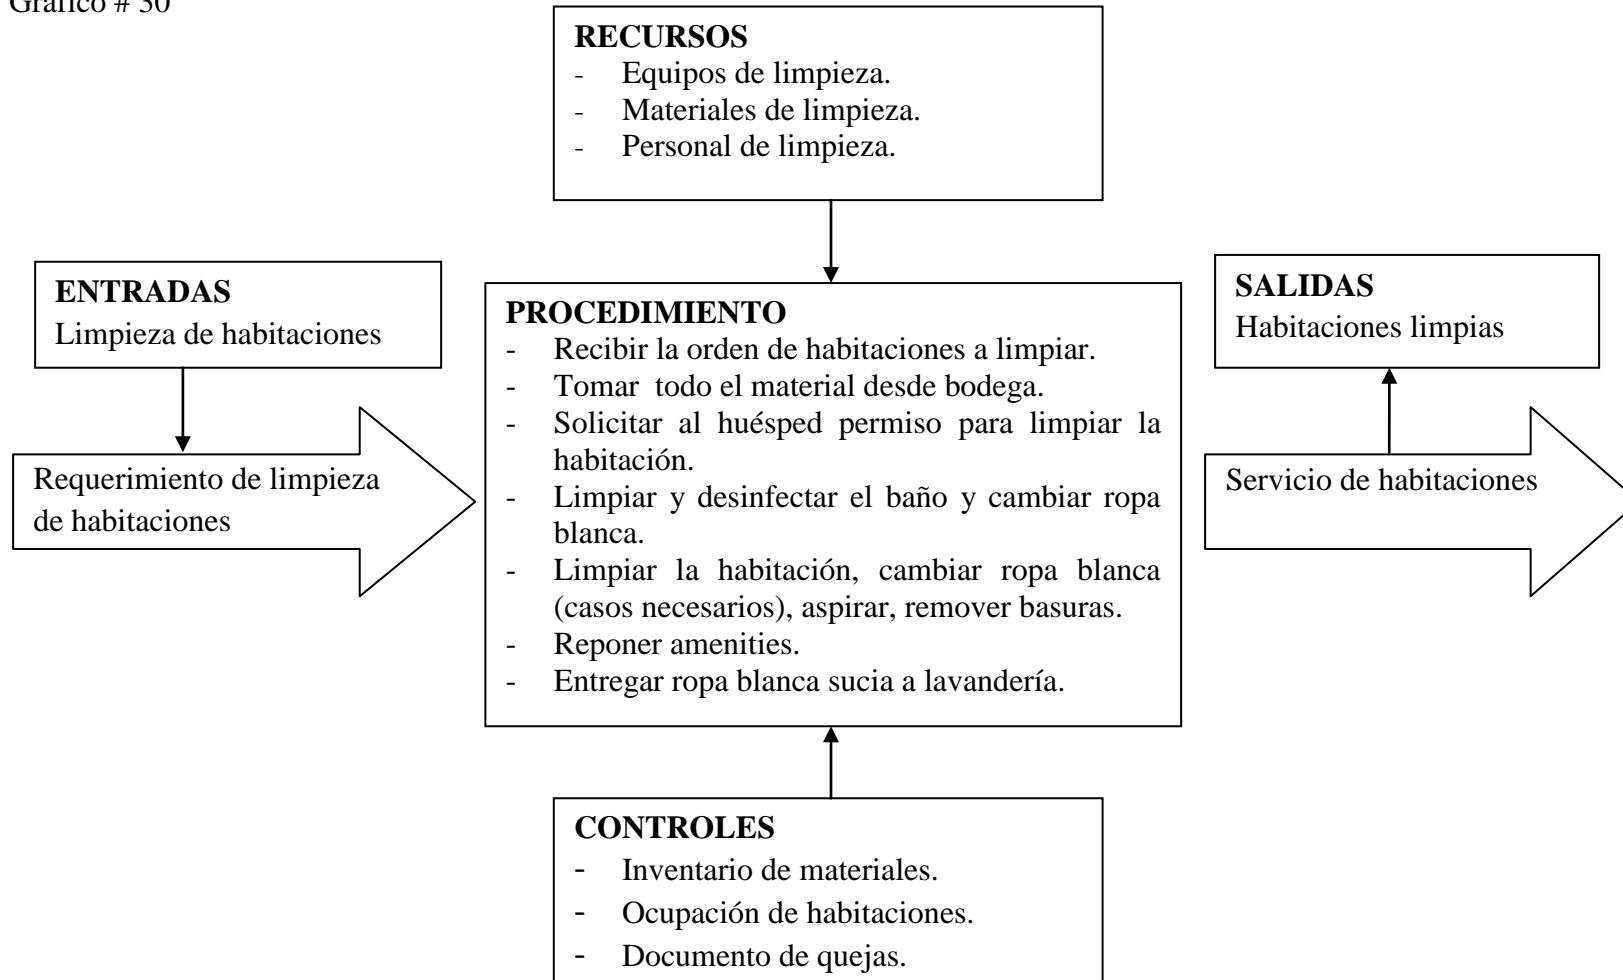 Gráfico # 30
RECURSOS
- Equipos de limpieza.
- Materiales de limpieza.
- Personal de limpieza.
ENTRADAS
Limpieza de habitaciones
Requerimiento de limpieza
de habitaciones
PROCEDIMIENTO
- Recibir la orden de habitaciones a limpiar.
- Tomar todo el material desde bodega.
- Solicitar al huésped permiso para limpiar la
habitación.
- Limpiar y desinfectar el baño y cambiar ropa
blanca.
- Limpiar la habitación, cambiar ropa blanca
(casos necesarios), aspirar, remover basuras.
- Reponer amenities.
- Entregar ropa blanca sucia a lavandería.
SALIDAS
Habitaciones limpias
Servicio de habitaciones
CONTROLES
- Inventario de materiales.
- Ocupación de habitaciones.
- Documento de quejas.